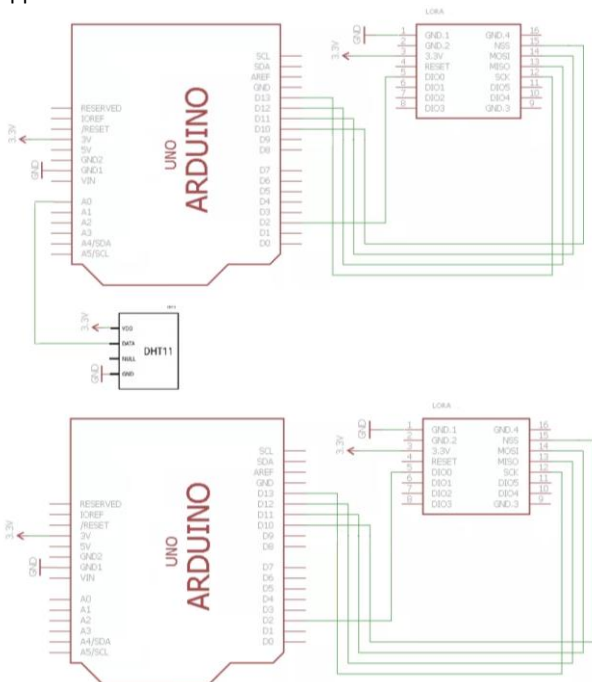 LORA
GND
1 GND.1 GND.4 16
2 GND.2 NSS 15
3.3V
3 3.3V MOSI 14
4 RESET MISO 13
5 DIO0 SCK 12
6 DIO1 DIO5 11
7 DIO2 DIO4 10
8 DIO3 GND.3 9
UNO
ARDUINO
RESERVED
IOREF
/RESET
3.3V
3V
5V
GND2
GND
GND1
VIN
A0
A1
A2
A3
A4/SDA
A5/SCL
SCL
SDA
AREF
GND
D13
D12
D11
D10
D9
D8
D7
D6
D5
D4
D3
D2
D1
D0
3.3V
VDD
DATA
NULL
GND
GND
DHT11
LORA
GND
1 GND.1 GND.4 16
2 GND.2 NSS 15
3.3V
3 3.3V MOSI 14
4 RESET MISO 13
5 DIO0 SCK 12
6 DIO1 DIO5 11
7 DIO2 DIO4 10
8 DIO3 GND.3 9
UNO
ARDUINO
RESERVED
IOREF
/RESET
3.3V
3V
5V
GND2
GND
GND1
VIN
A0
A1
A2
A3
A4/SDA
A5/SCL
SCL
SDA
AREF
GND
D13
D12
D11
D10
D9
D8
D7
D6
D5
D4
D3
D2
D1
D0